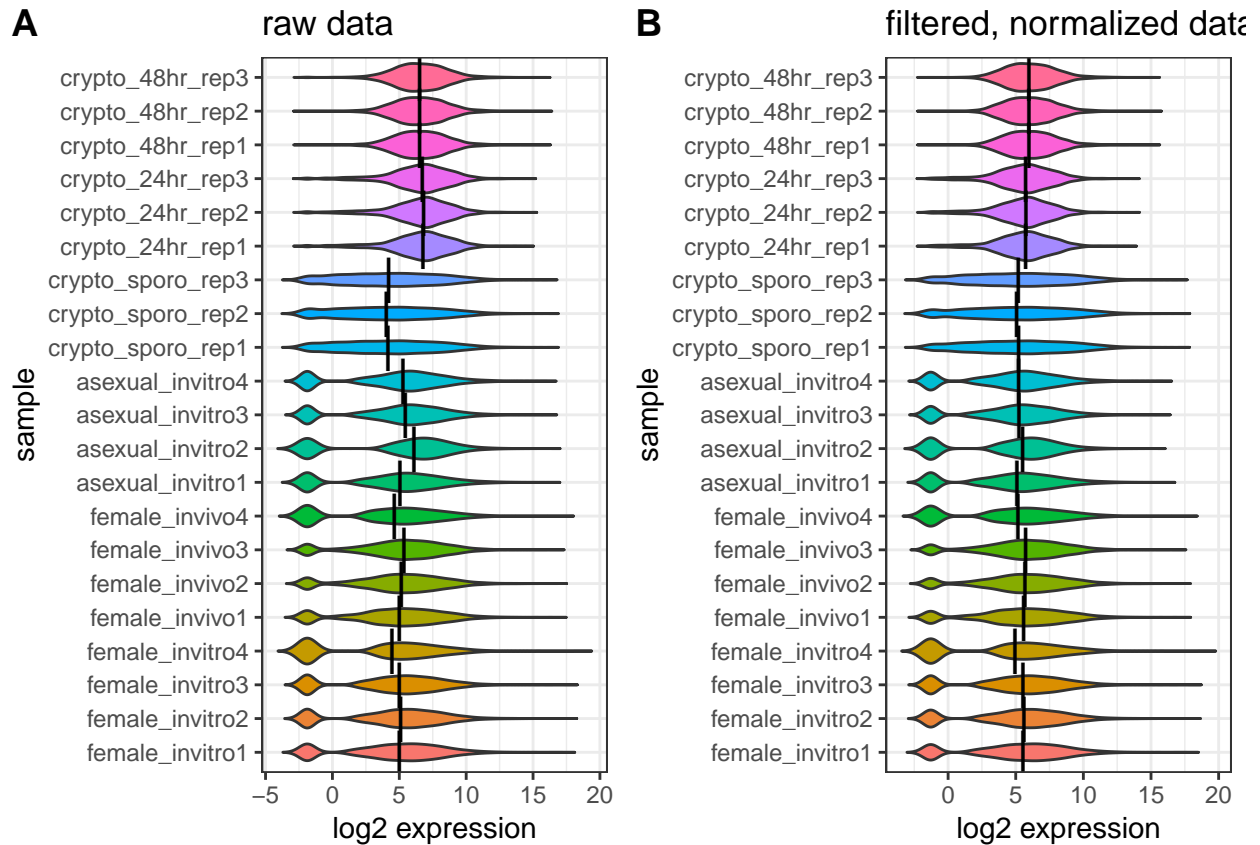 A
raw data
crypto_48hr_rep3
crypto_48hr_rep2
crypto_48hr_rep1
crypto_24hr_rep3
crypto_24hr_rep2
crypto_24hr_rep1
crypto_sporo_rep3
crypto_sporo_rep2
crypto_sporo_rep1
asexual_invitro4
asexual_invitro3
asexual_invitro2
asexual_invitro1
female_invivo4
female_invivo3
female_invivo2
female_invivo1
female_invitro4
female_invitro3
female_invitro2
female_invitro1
sample
−5 0 5 10 15 20
log2 expression
B
filtered, normalized data
crypto_48hr_rep3
crypto_48hr_rep2
crypto_48hr_rep1
crypto_24hr_rep3
crypto_24hr_rep2
crypto_24hr_rep1
crypto_sporo_rep3
crypto_sporo_rep2
crypto_sporo_rep1
asexual_invitro4
asexual_invitro3
asexual_invitro2
asexual_invitro1
female_invivo4
female_invivo3
female_invivo2
female_invivo1
female_invitro4
female_invitro3
female_invitro2
female_invitro1
sample
0 5 10 15 20
log2 expression